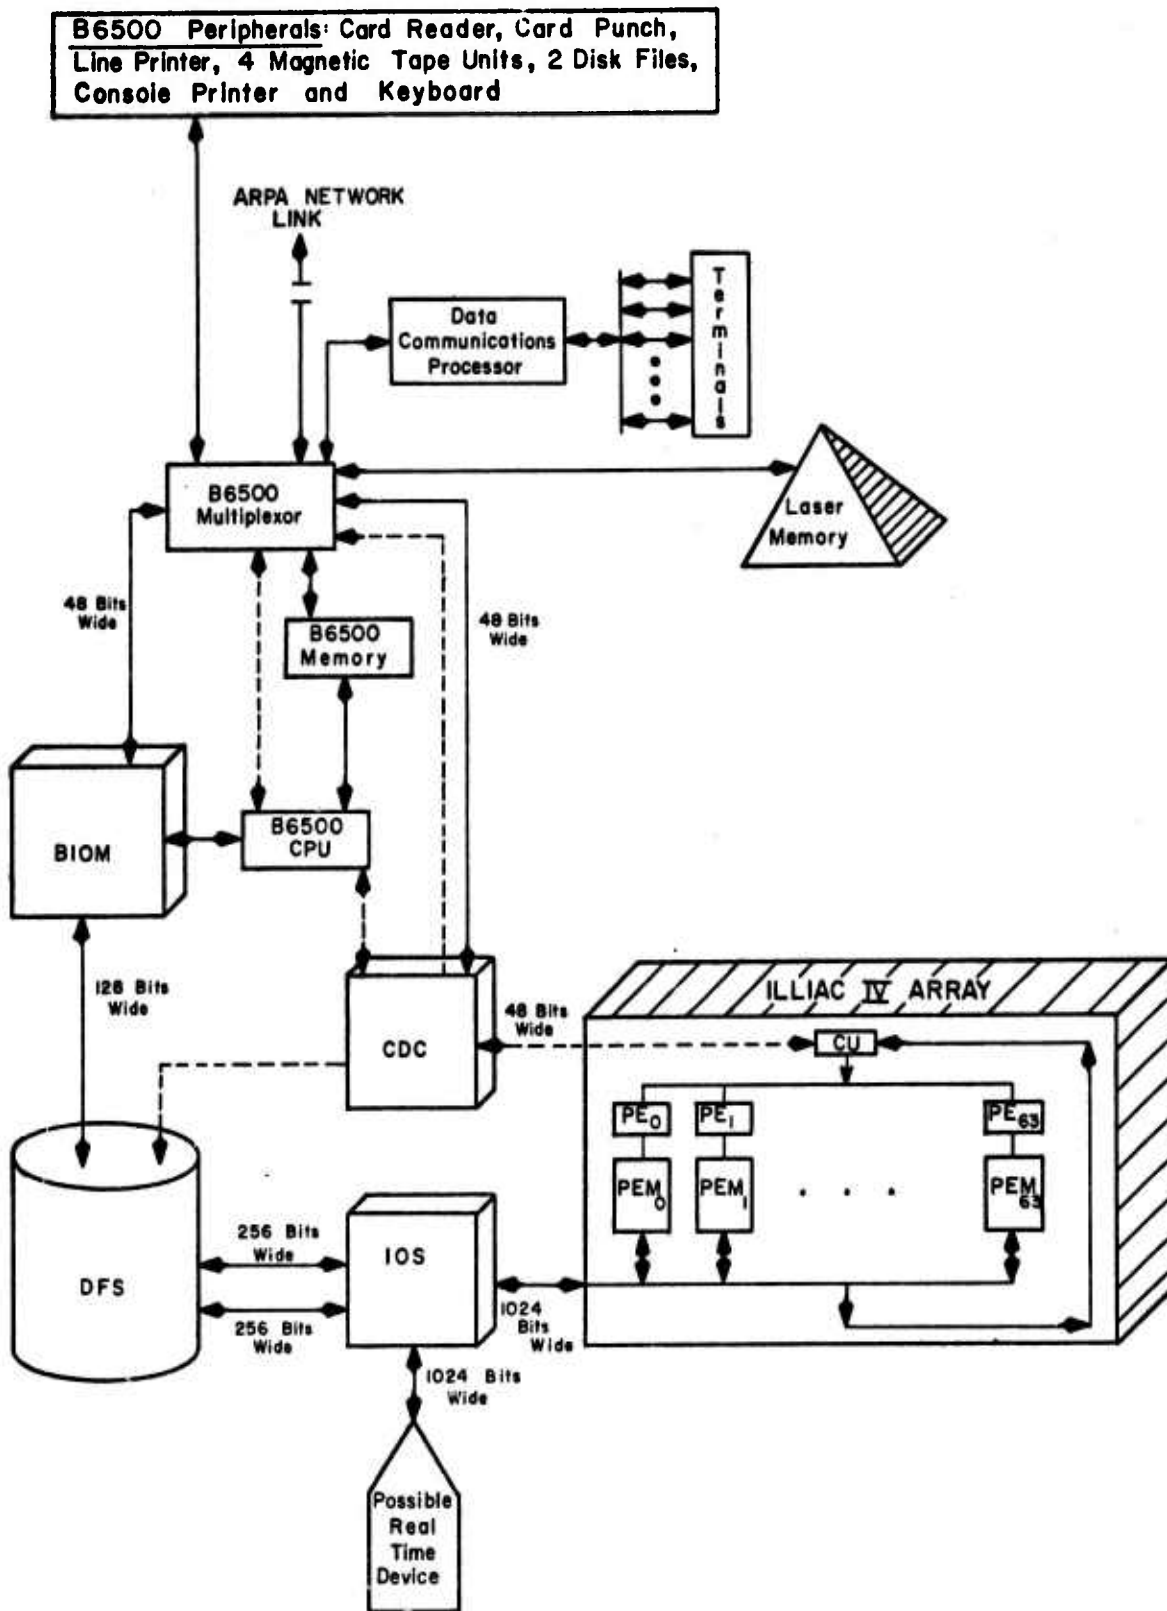 B6500 Peripherals: Card Reader, Card Punch,
Line Printer, 4 Magnetic Tape Units, 2 Disk Files,
Console Printer and Keyboard
ARPA NETWORK
LINK
Data
Communications
Processor
Terminals
B6500
Multiplexor
Laser
Memory
48 Bits
Wide
B6500
Memory
48 Bits
Wide
BIOM
B6500
CPU
128 Bits
Wide
CDC
48 Bits
Wide
ILLIAC IV ARRAY
CU
PE0 PE1 PE63
PEM0 PEM1 . . . PEM63
DFS
256 Bits
Wide
256 Bits
Wide
IOS
1024
Bits
Wide
1024 Bits
Wide
Possible
Real
Time
Device